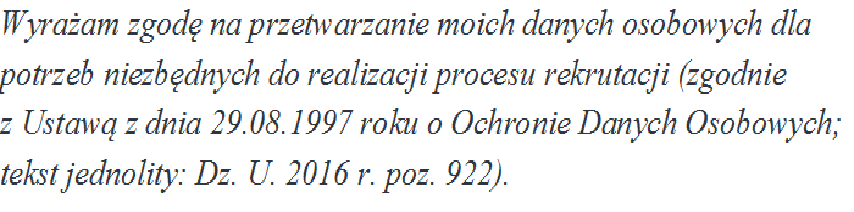 Wyrażam zgodę na przetwarzanie moich danych osobowych dla
potrzeb niezbędnych do realizacji procesu rekrutacji (zgodnie
z Ustawą z dnia 29.08.1997 roku o Ochronie Danych Osobowych;
tekst jednolity: Dz. U. 2016 r. poz. 922).